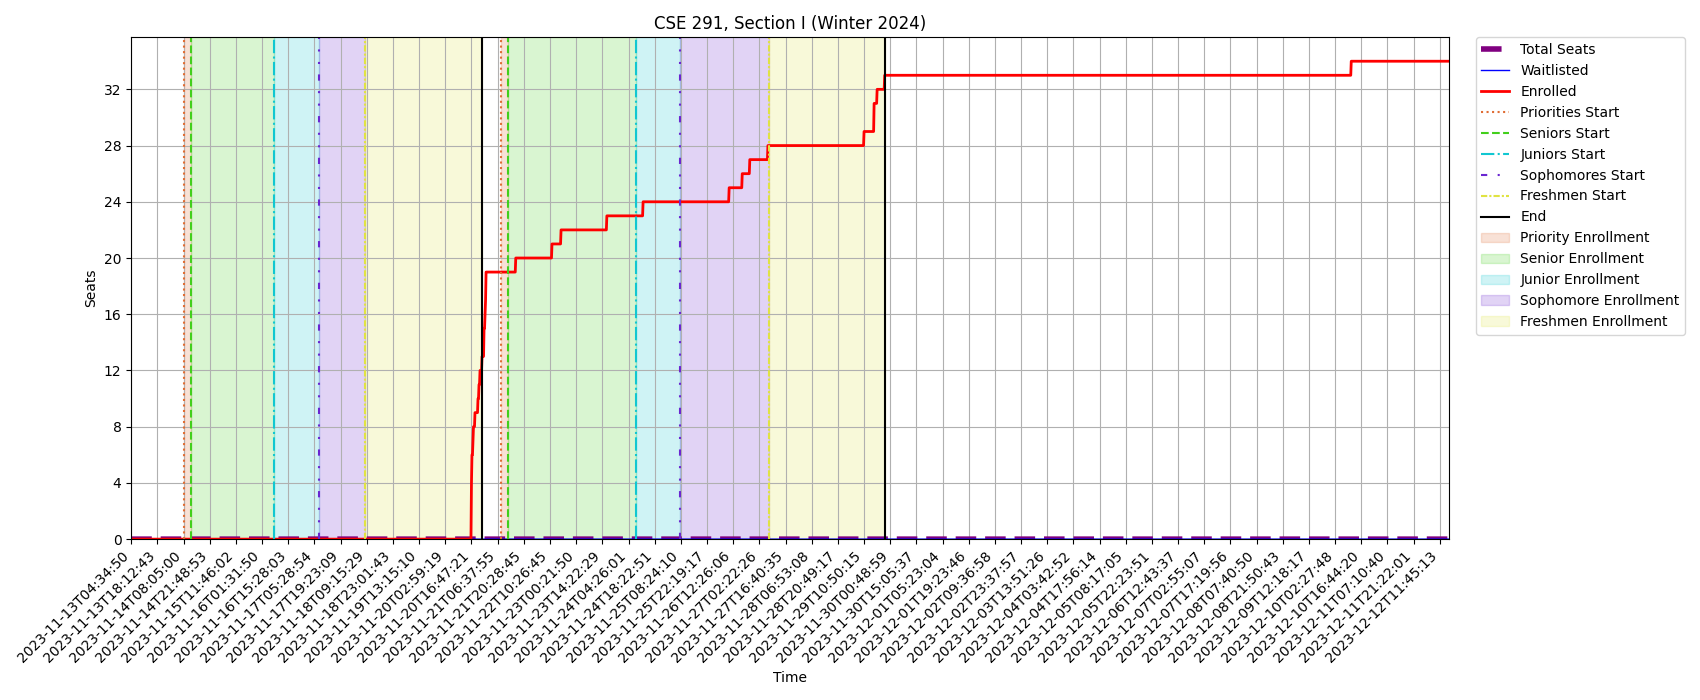 CSE 291, Section I (Winter 2024)
Seats
32
28
24
20
16
12
8
4
0
2023-11-13T04:34:50
2023-11-13T18:12:43
2023-11-14T08:05:00
2023-11-14T21:48:53
2023-11-15T11:46:02
2023-11-16T01:31:50
2023-11-16T15:28:03
2023-11-17T05:28:54
2023-11-17T19:23:09
2023-11-18T09:15:29
2023-11-18T23:01:43
2023-11-19T13:15:10
2023-11-20T02:59:19
2023-11-20T16:47:21
2023-11-21T06:37:55
2023-11-21T20:28:45
2023-11-22T10:26:45
2023-11-23T00:21:50
2023-11-23T14:22:29
2023-11-24T04:26:01
2023-11-24T18:22:51
2023-11-25T08:24:10
2023-11-25T22:19:17
2023-11-26T12:26:06
2023-11-27T02:22:26
2023-11-27T16:40:35
2023-11-28T06:53:08
2023-11-28T20:49:17
2023-11-29T10:50:15
2023-11-30T00:48:59
2023-11-30T15:05:37
2023-12-01T05:23:04
2023-12-01T19:23:46
2023-12-02T09:36:58
2023-12-02T23:37:57
2023-12-03T13:51:26
2023-12-04T03:42:52
2023-12-04T17:56:14
2023-12-05T08:17:05
2023-12-05T22:23:51
2023-12-06T12:43:37
2023-12-07T02:55:07
2023-12-07T17:19:56
2023-12-08T07:40:50
2023-12-08T21:50:43
2023-12-09T12:18:17
2023-12-10T02:27:48
2023-12-10T16:44:20
2023-12-11T07:10:40
2023-12-11T21:22:01
2023-12-12T11:45:13
Time
Total Seats
Waitlisted
Enrolled
Priorities Start
Seniors Start
Juniors Start
Sophomores Start
Freshmen Start
End
Priority Enrollment
Senior Enrollment
Junior Enrollment
Sophomore Enrollment
Freshmen Enrollment